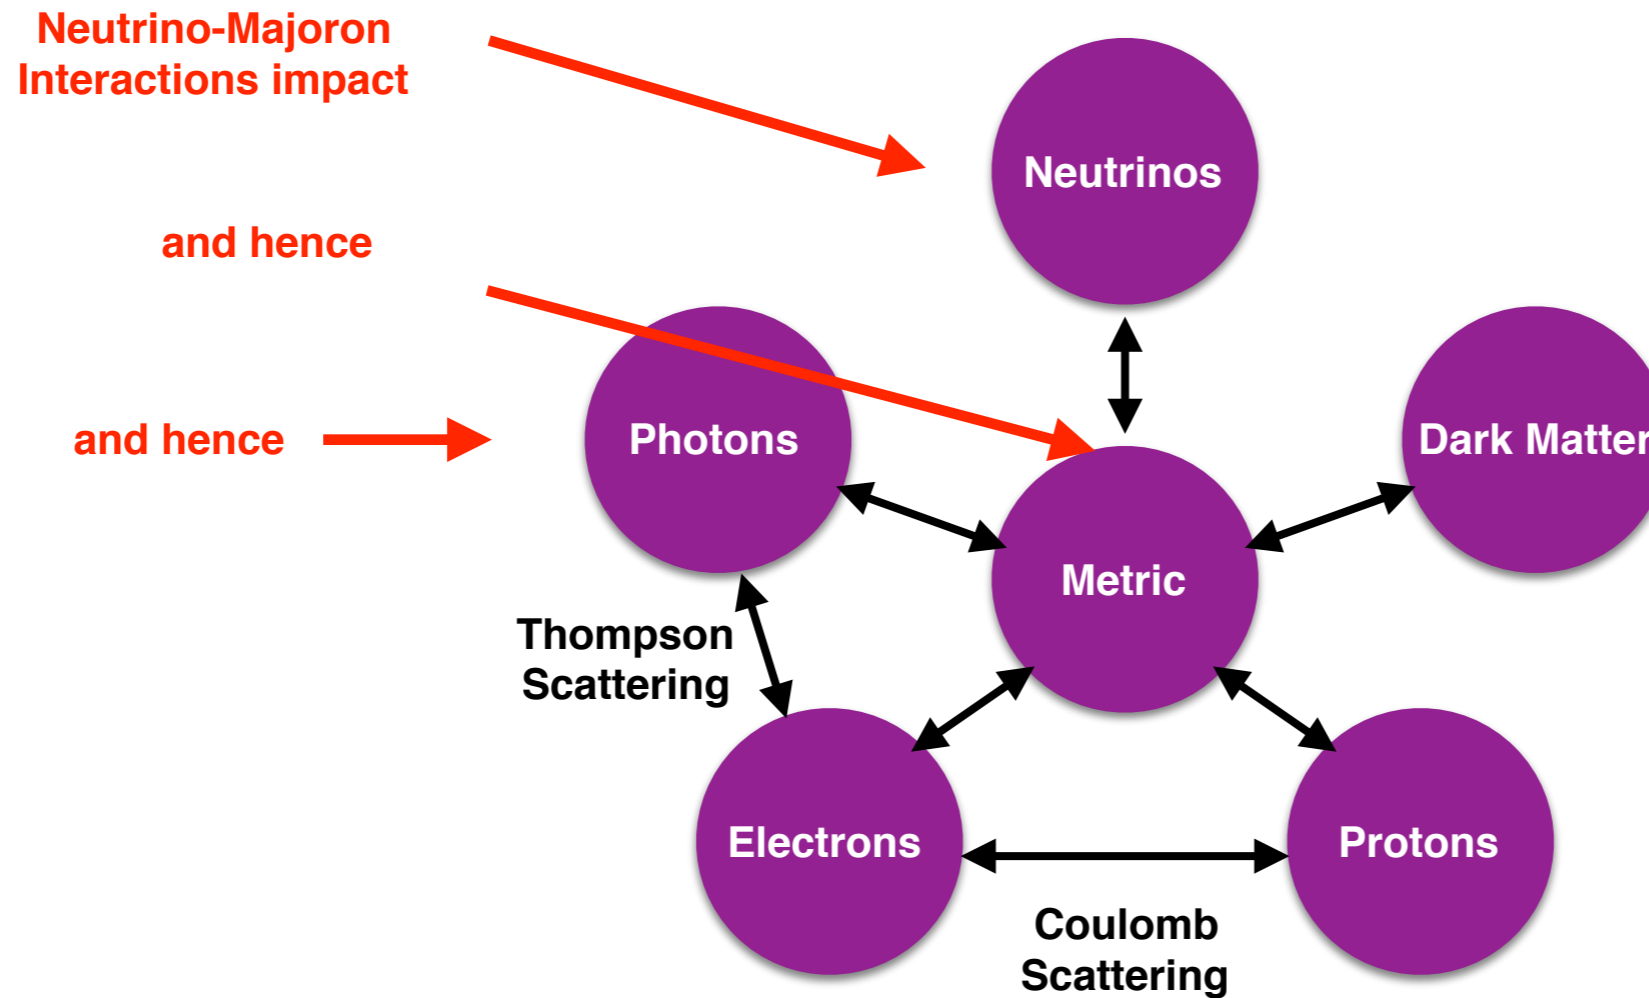 Neutrino-Majoron
Interactions impact
Neutrinos
and hence
and hence
Photons
Dark Matter
Metric
Thompson
Scattering
Electrons
Protons
Coulomb
Scattering